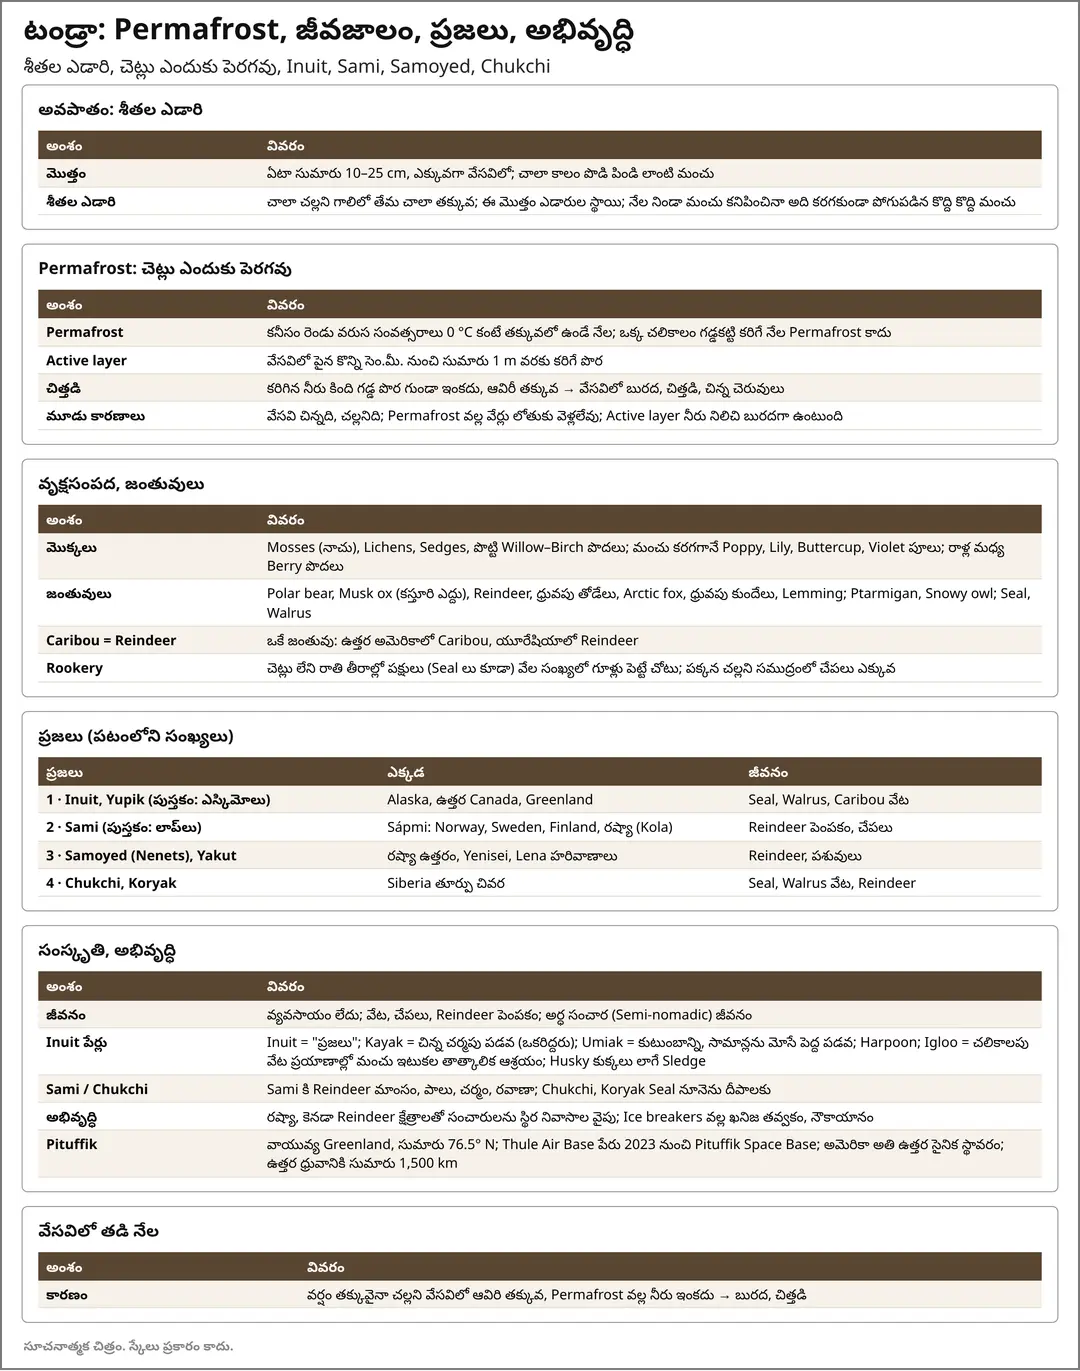 టండ్రా: Permafrost, జీవజాలం, ప్రజలు, అభివృద్ధి
శీతల ఎడారి, చెట్లు ఎందుకు పెరగవు, Inuit, Sami, Samoyed, Chukchi
అవపాతం: శీతల ఎడారి
అంశం వివరం
మొత్తం ఏటా సుమారు 10–25 cm, ఎక్కువగా వేసవిలో; చాలా కాలం పొడి పిండి లాంటి మంచు
శీతల ఎడారి చాలా చల్లని గాలిలో తేమ చాలా తక్కువ; ఈ మొత్తం ఎడారుల స్థాయి; నేల నిండా మంచు కనిపించినా అది కరగకుండా పోగుపడిన కొద్ది కొద్ది మంచు
Permafrost: చెట్లు ఎందుకు పెరగవు
అంశం వివరం
Permafrost కనీసం రెండు వరుస సంవత్సరాలు 0 °C కంటే తక్కువలో ఉండే నేల; ఒక్క చలికాలం గడ్డకట్టి కరిగే నేల Permafrost కాదు
Active layer వేసవిలో పైన కొన్ని సెం.మీ. నుంచి సుమారు 1 m వరకు కరిగే పొర
చిత్తడి కరిగిన నీరు కింది గడ్డ పొర గుండా ఇంకదు, ఆవిరీ తక్కువ → వేసవిలో బురద, చిత్తడి, చిన్న చెరువులు
మూడు కారణాలు వేసవి చిన్నది, చల్లనిది; Permafrost వల్ల వేర్లు లోతుకు వెళ్లలేవు; Active layer నీరు నిలిచి బురదగా ఉంటుంది
వృక్షసంపద, జంతువులు
అంశం వివరం
మొక్కలు Mosses (నాచు), Lichens, Sedges, పొట్టి Willow–Birch పొదలు; మంచు కరగగానే Poppy, Lily, Buttercup, Violet పూలు; రాళ్ల మధ్య
Berry పొదలు
జంతువులు Polar bear, Musk ox (కస్తూరి ఎద్దు), Reindeer, ధ్రువపు తోడేలు, Arctic fox, ధ్రువపు కుందేలు, Lemming; Ptarmigan, Snowy owl; Seal,
Walrus
Caribou = Reindeer ఒకే జంతువు: ఉత్తర అమెరికాలో Caribou, యూరేషియాలో Reindeer
Rookery చెట్లు లేని రాతి తీరాల్లో పక్షులు (Seal లు కూడా) వేల సంఖ్యలో గూళ్లు పెట్టే చోటు; పక్కన చల్లని సముద్రంలో చేపలు ఎక్కువ
ప్రజలు (పటంలోని సంఖ్యలు)
ప్రజలు ఎక్కడ జీవనం
1 · Inuit, Yupik (పుస్తకం: ఎస్కిమోలు) Alaska, ఉత్తర Canada, Greenland Seal, Walrus, Caribou వేట
2 · Sami (పుస్తకం: లాప్‌లు) Sápmi: Norway, Sweden, Finland, రష్యా (Kola) Reindeer పెంపకం, చేపలు
3 · Samoyed (Nenets), Yakut రష్యా ఉత్తరం, Yenisei, Lena హరివాణాలు Reindeer, పశువులు
4 · Chukchi, Koryak Siberia తూర్పు చివర Seal, Walrus వేట, Reindeer
సంస్కృతి, అభివృద్ధి
అంశం వివరం
జీవనం వ్యవసాయం లేదు; వేట, చేపలు, Reindeer పెంపకం; అర్ధ సంచార (Semi-nomadic) జీవనం
Inuit పేర్లు Inuit = "ప్రజలు"; Kayak = చిన్న చర్మపు పడవ (ఒకరిద్దరు); Umiak = కుటుంబాన్ని, సామాన్లను మోసే పెద్ద పడవ; Harpoon; Igloo = చలికాలపు
వేట ప్రయాణాల్లో మంచు ఇటుకల తాత్కాలిక ఆశ్రయం; Husky కుక్కలు లాగే Sledge
Sami / Chukchi Sami కి Reindeer మాంసం, పాలు, చర్మం, రవాణా; Chukchi, Koryak Seal నూనెను దీపాలకు
అభివృద్ధి రష్యా, కెనడా Reindeer క్షేత్రాలతో సంచారులను స్థిర నివాసాల వైపు; Ice breakers వల్ల ఖనిజ తవ్వకం, నౌకాయానం
Pituffik వాయువ్య Greenland, సుమారు 76.5° N; Thule Air Base పేరు 2023 నుంచి Pituffik Space Base; అమెరికా అతి ఉత్తర సైనిక స్థావరం;
ఉత్తర ధ్రువానికి సుమారు 1,500 km
వేసవిలో తడి నేల
అంశం వివరం
కారణం వర్షం తక్కువైనా చల్లని వేసవిలో ఆవిరి తక్కువ, Permafrost వల్ల నీరు ఇంకదు → బురద, చిత్తడి
సూచనాత్మక చిత్రం. స్కేలు ప్రకారం కాదు.